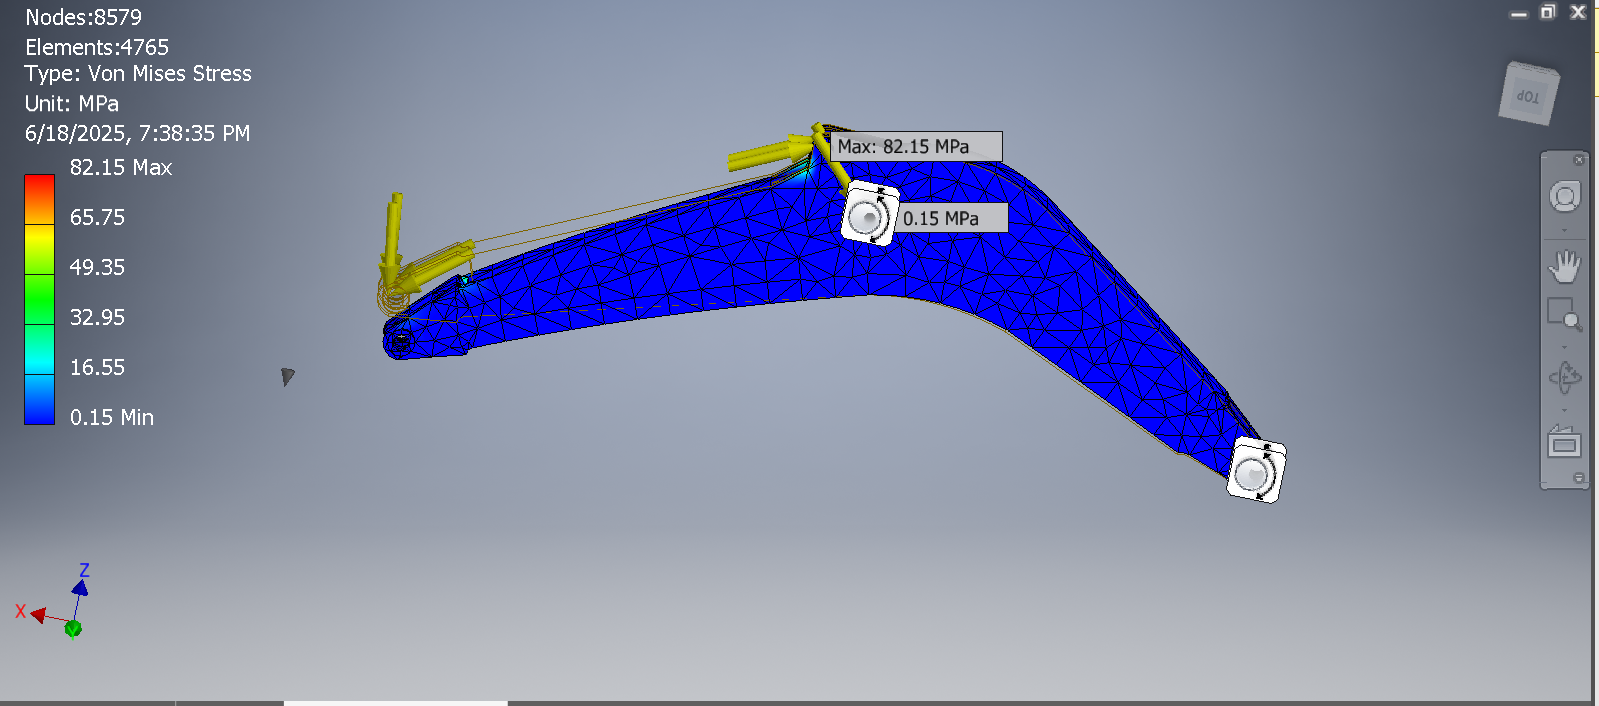 Nodes:8579
Elements:4765
Type: Von Mises Stress
Unit: MPa
6/18/2025, 7:38:35 PM
82.15 Max
65.75
49.35
32.95
16.55
0.15 Min
Max: 82.15 MPa
0.15 MPa
TOP
Z
X
Y